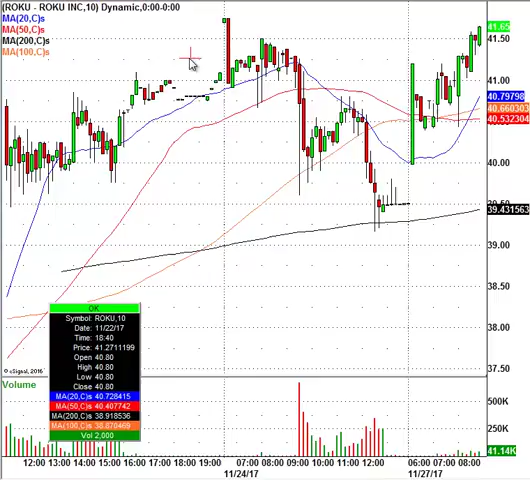 (ROKU - ROKU INC,10) Dynamic,0:00-0:00
MA(20,C)s
MA(50,C)s
MA(200,C)s
MA(100,C)s
41.65
41.50
41.00
40.79798
40.660303
40.532304
40.00
39.431563
39.00
38.50
38.00
37.50
OK
Symbol: ROKU,10
Date: 11/22/17
Time: 18:40
Price: 41.2711199
Open 40.80
High 40.80
Low 40.80
Close 40.80
MA(20,C)s 40.728415
MA(50,C)s 40.407742
MA(200,C)s 38.918536
MA(100,C)s 38.870469
Vol 2,000
© eSignal, 2016
Volume
500K
250K
41.14K
12:00 13:00 14:00 15:00 16:00 17:00 18:00 19:00 07:00 08:00 09:00 10:00 11:00 12:00 06:00 07:00 08:00
11/24/17 11/27/17